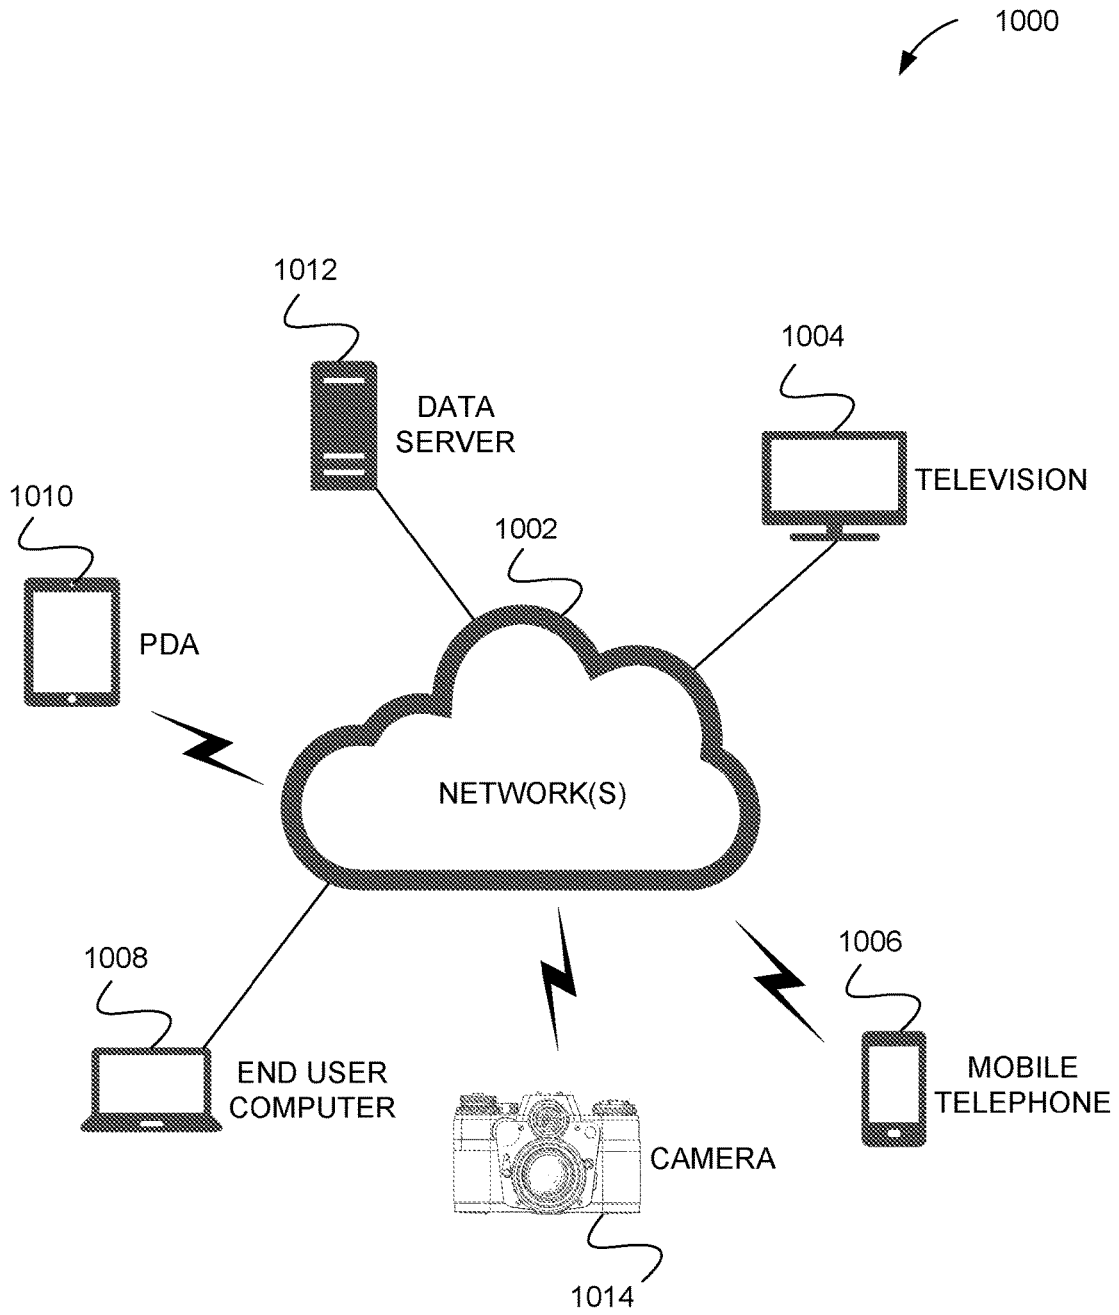 1000
1012
1004
DATA
SERVER
TELEVISION
1010
1002
PDA
NETWORK(S)
1008
1006
END USER
COMPUTER
MOBILE
TELEPHONE
CAMERA
1014